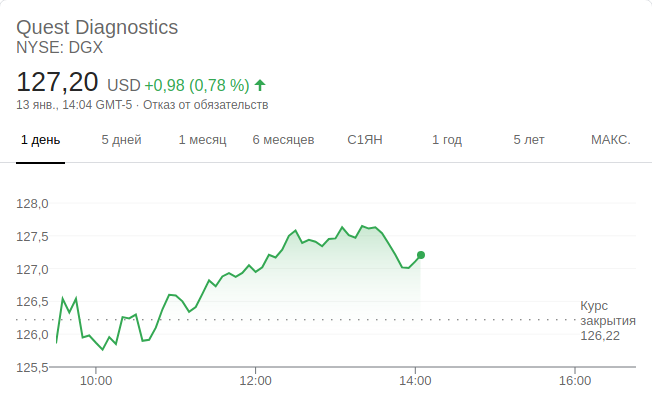 Quest Diagnostics
NYSE: DGX
127,20 USD +0,98 (0,78 %)
13 янв., 14:04 GMT-5 · Отказ от обязательств
1 день 5 дней 1 месяц 6 месяцев С1ЯН 1 год 5 лет МАКС.
128,0
127,5
127,0
126,5
126,0
125,5
Курс
закрытия
126,22
10:00 12:00 14:00 16:00